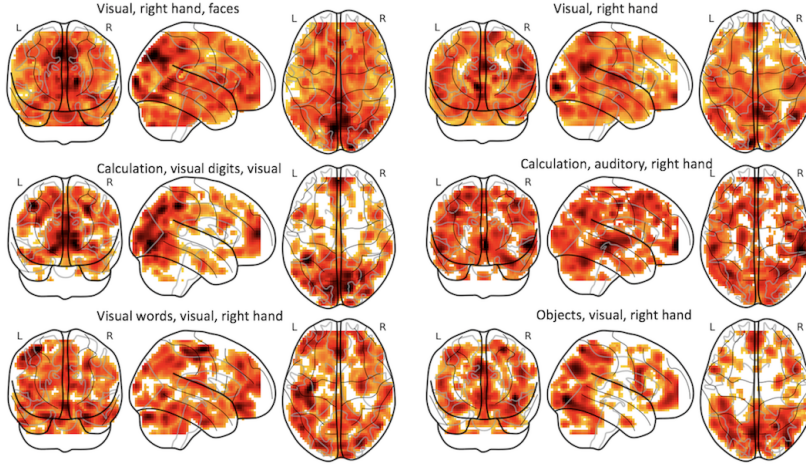 Visual, right hand, faces
L R L R
Visual, right hand
L R L R
Calculation, visual digits, visual
L R L R
Calculation, auditory, right hand
L R L R
Visual words, visual, right hand
L R L R
Objects, visual, right hand
L R L R